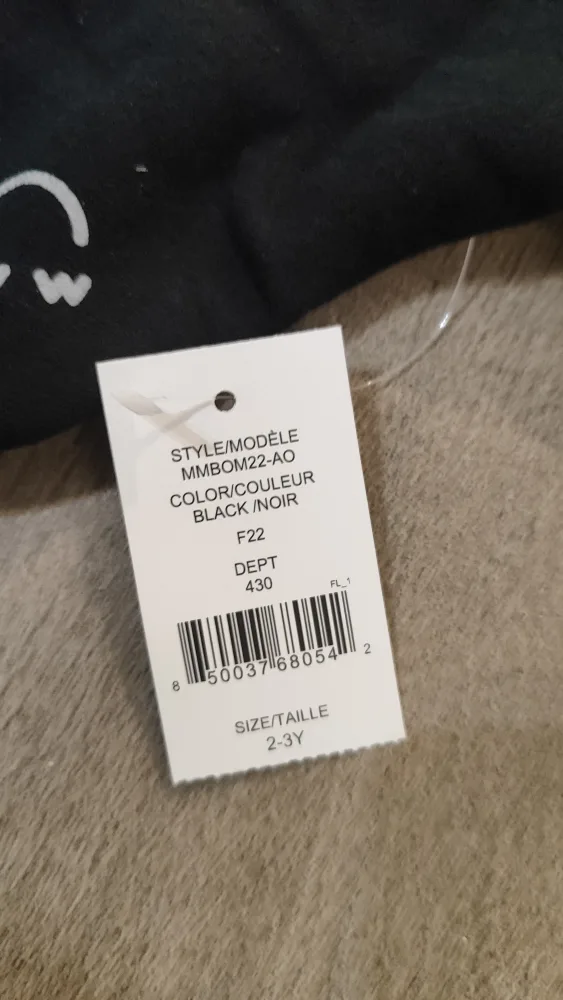 w
STYLE/MODÈLE
MMBOM22-AO
COLOR/COULEUR
BLACK /NOIR
F22
DEPT
430
FL_1
8 50037 68054 2
SIZE/TAILLE
2-3Y